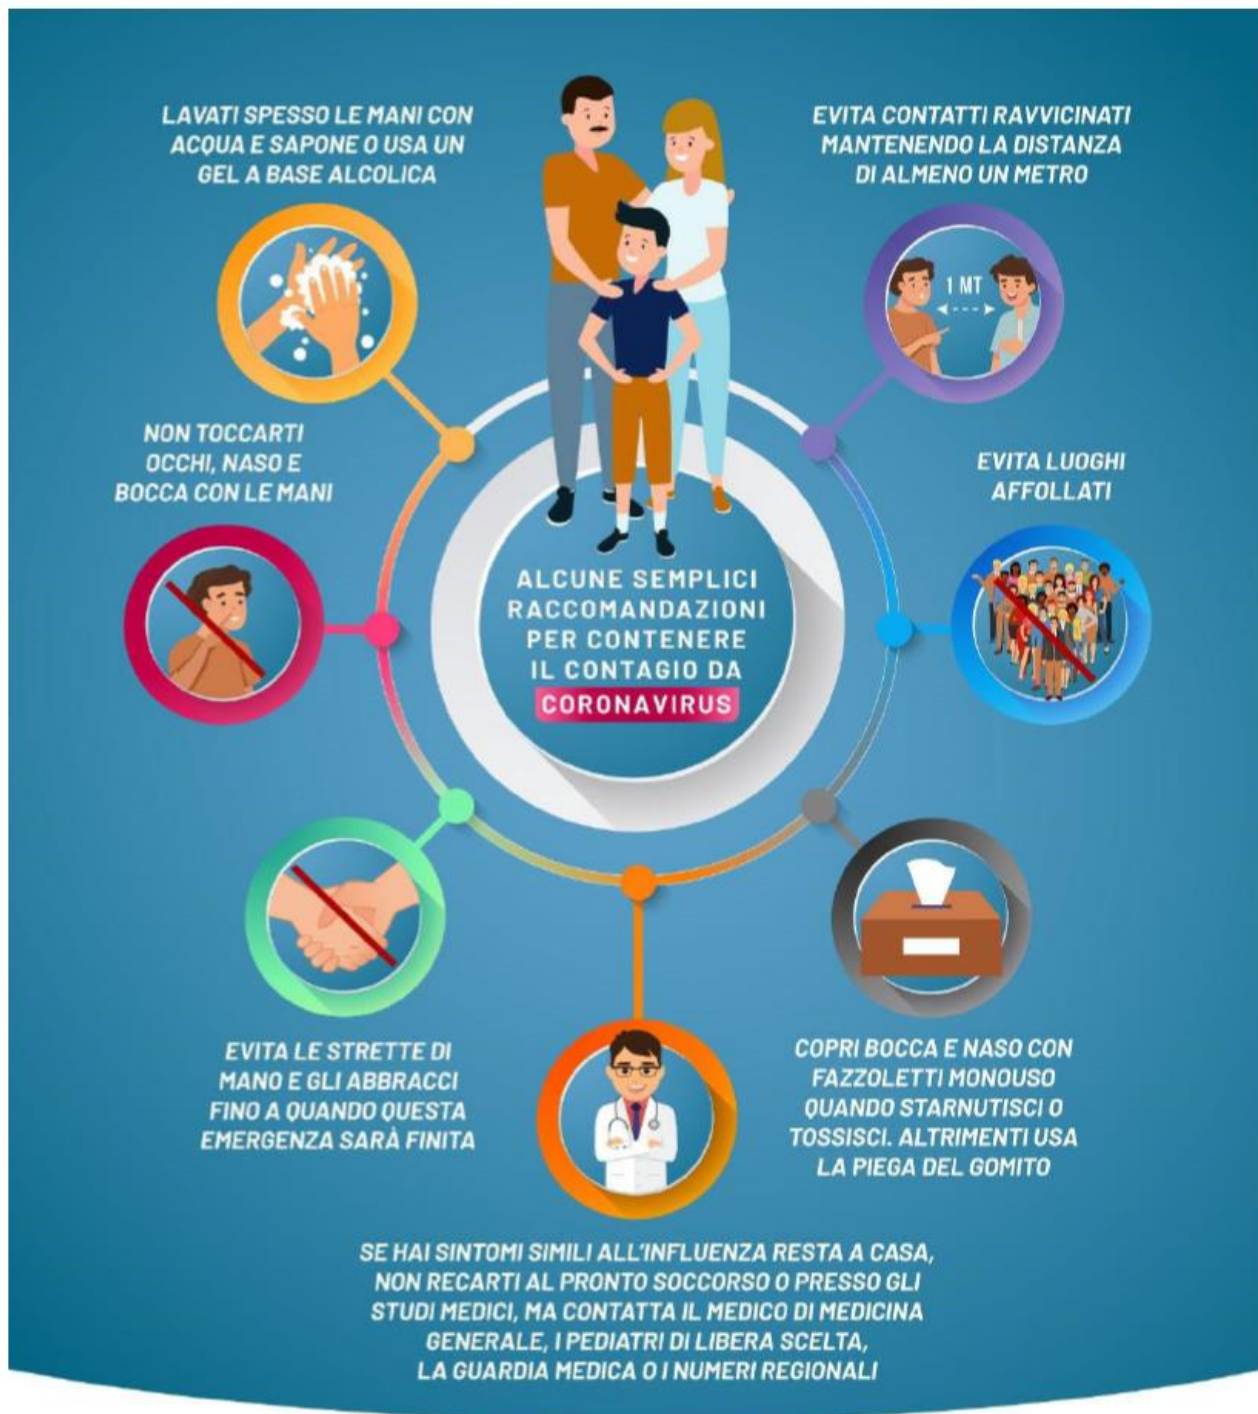 LAVATI SPESSO LE MANI CON
ACQUA E SAPONE O USA UN
GEL A BASE ALCOLICA
EVITA CONTATTI RAVVICINATI
MANTENENDO LA DISTANZA
DI ALMENO UN METRO
1 MT
NON TOCCARTI
OCCHI, NASO E
BOCCA CON LE MANI
EVITA LUOGHI
AFFOLLATI
ALCUNE SEMPLICI
RACCOMANDAZIONI
PER CONTENERE
IL CONTAGIO DA
CORONAVIRUS
EVITA LE STRETTE DI
MANO E GLI ABBRACCI
FINO A QUANDO QUESTA
EMERGENZA SARÀ FINITA
COPRI BOCCA E NASO CON
FAZZOLETTI MONOUSO
QUANDO STARNUTISCI O
TOSSISCI. ALTRIMENTI USA
LA PIEGA DEL GOMITO
SE HAI SINTOMI SIMILI ALL'INFLUENZA RESTA A CASA,
NON RECARTI AL PRONTO SOCCORSO O PRESSO GLI
STUDI MEDICI, MA CONTATTA IL MEDICO DI MEDICINA
GENERALE, I PEDIATRI DI LIBERA SCELTA,
LA GUARDIA MEDICA O I NUMERI REGIONALI